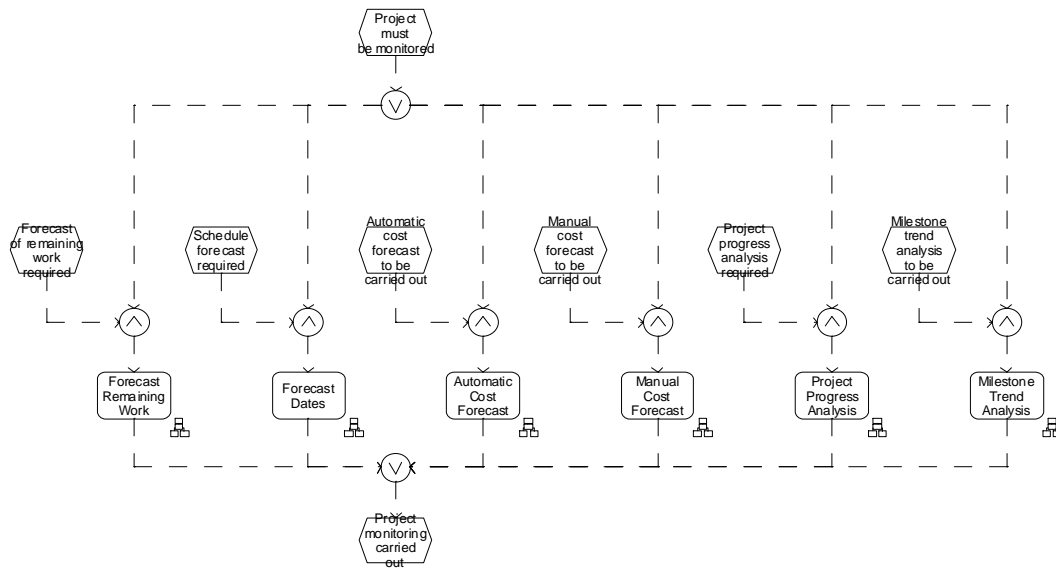 Project
must
be monitored
Forecast
of remaining
work
required
Schedule
forecast
required
Automatic
cost
forecast
to be
carried out
Manual
cost
forecast
to be
carried out
Project
progress
analysis
required
Milestone
trend
analysis
to be
carried out
Forecast
Remaining
Work
Forecast
Dates
Automatic
Cost
Forecast
Manual
Cost
Forecast
Project
Progress
Analysis
Milestone
Trend
Analysis
Project
monitoring
carried
out